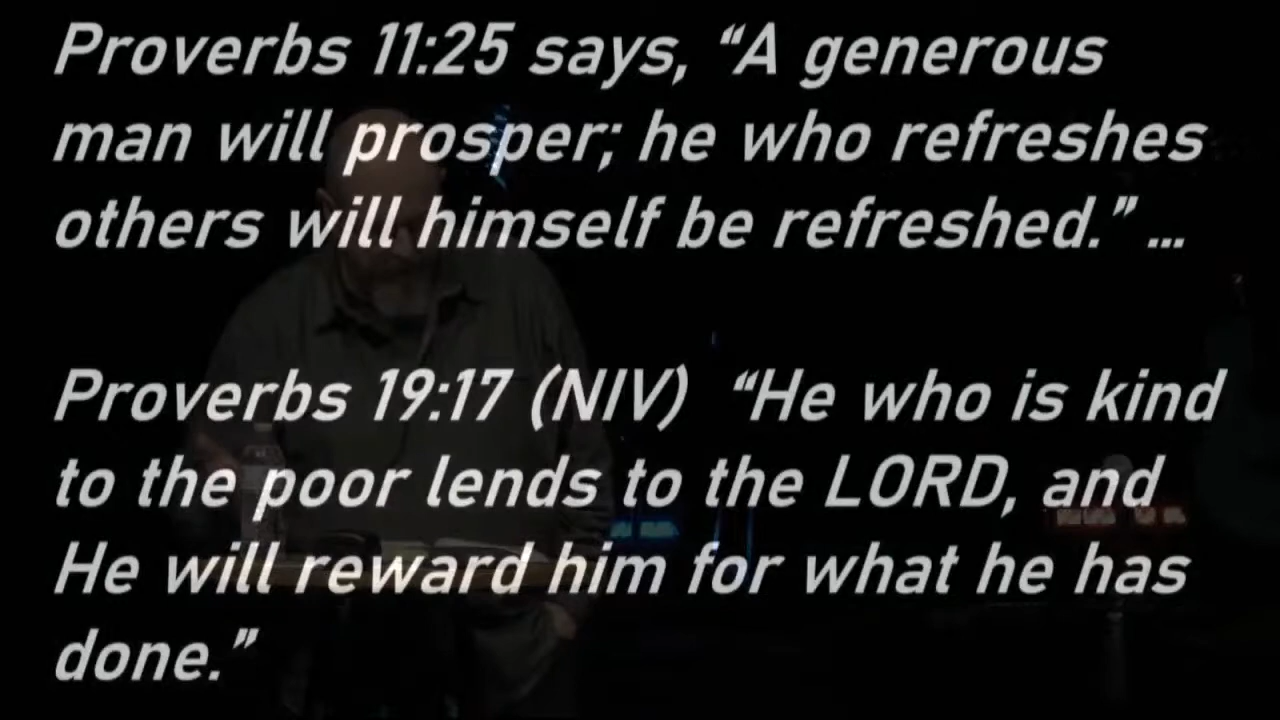 Proverbs 11:25 says, “A generous
man will prosper; he who refreshes
others will himself be refreshed.” ...
Proverbs 19:17 (NIV)  “He who is kind
to the poor lends to the LORD, and
He will reward him for what he has
done.”